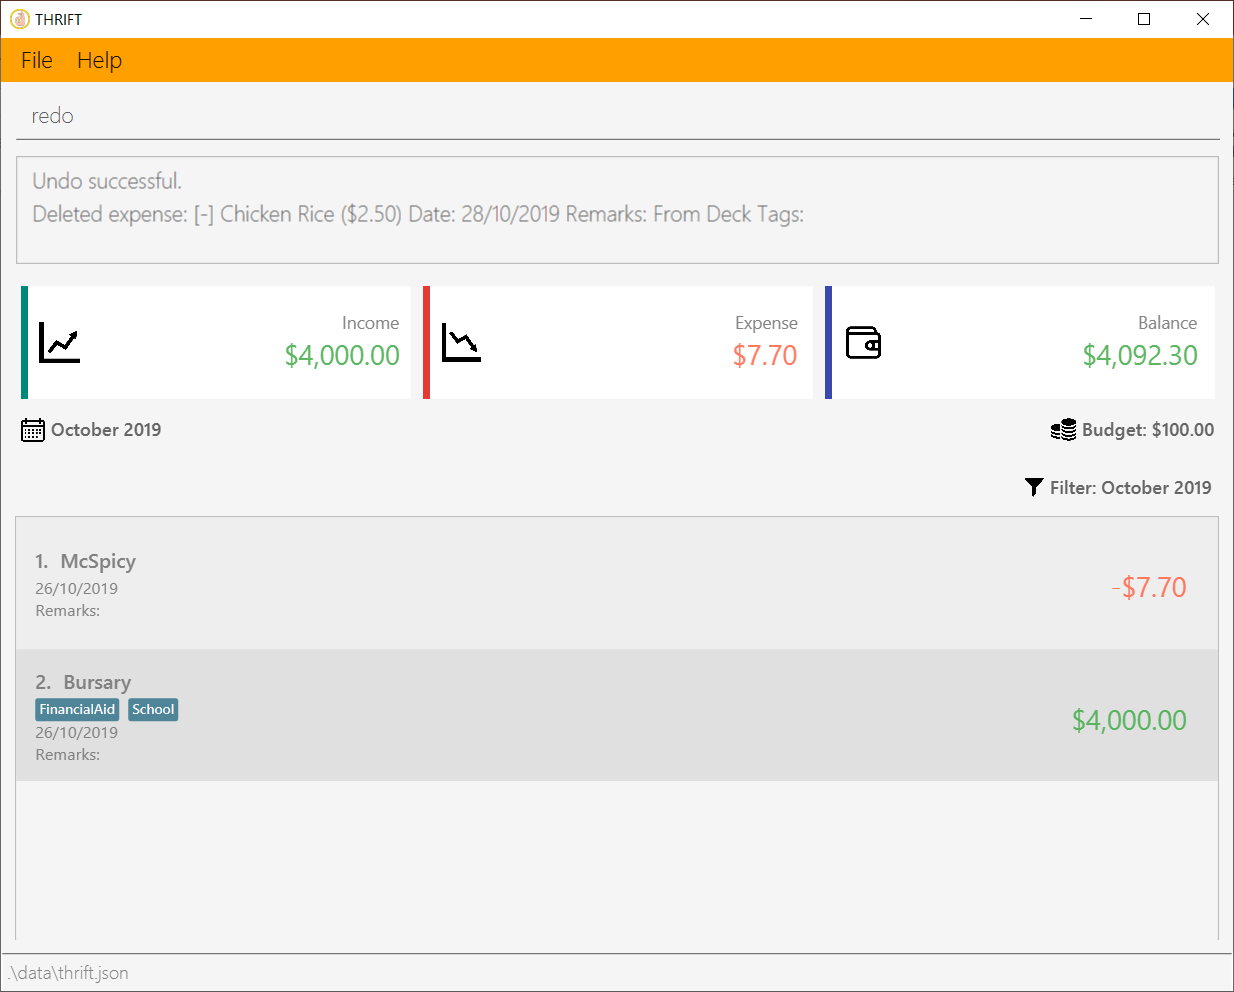 THRIFT
File Help
redo
Undo successful.
Deleted expense: [-] Chicken Rice ($2.50) Date: 28/10/2019 Remarks: From Deck Tags:
Income
$4,000.00
Expense
$7.70
Balance
$4,092.30
October 2019
Budget: $100.00
Filter: October 2019
1. McSpicy
26/10/2019
Remarks:
-$7.70
2. Bursary
FinancialAid School
26/10/2019
Remarks:
$4,000.00
.\data\thrift.json